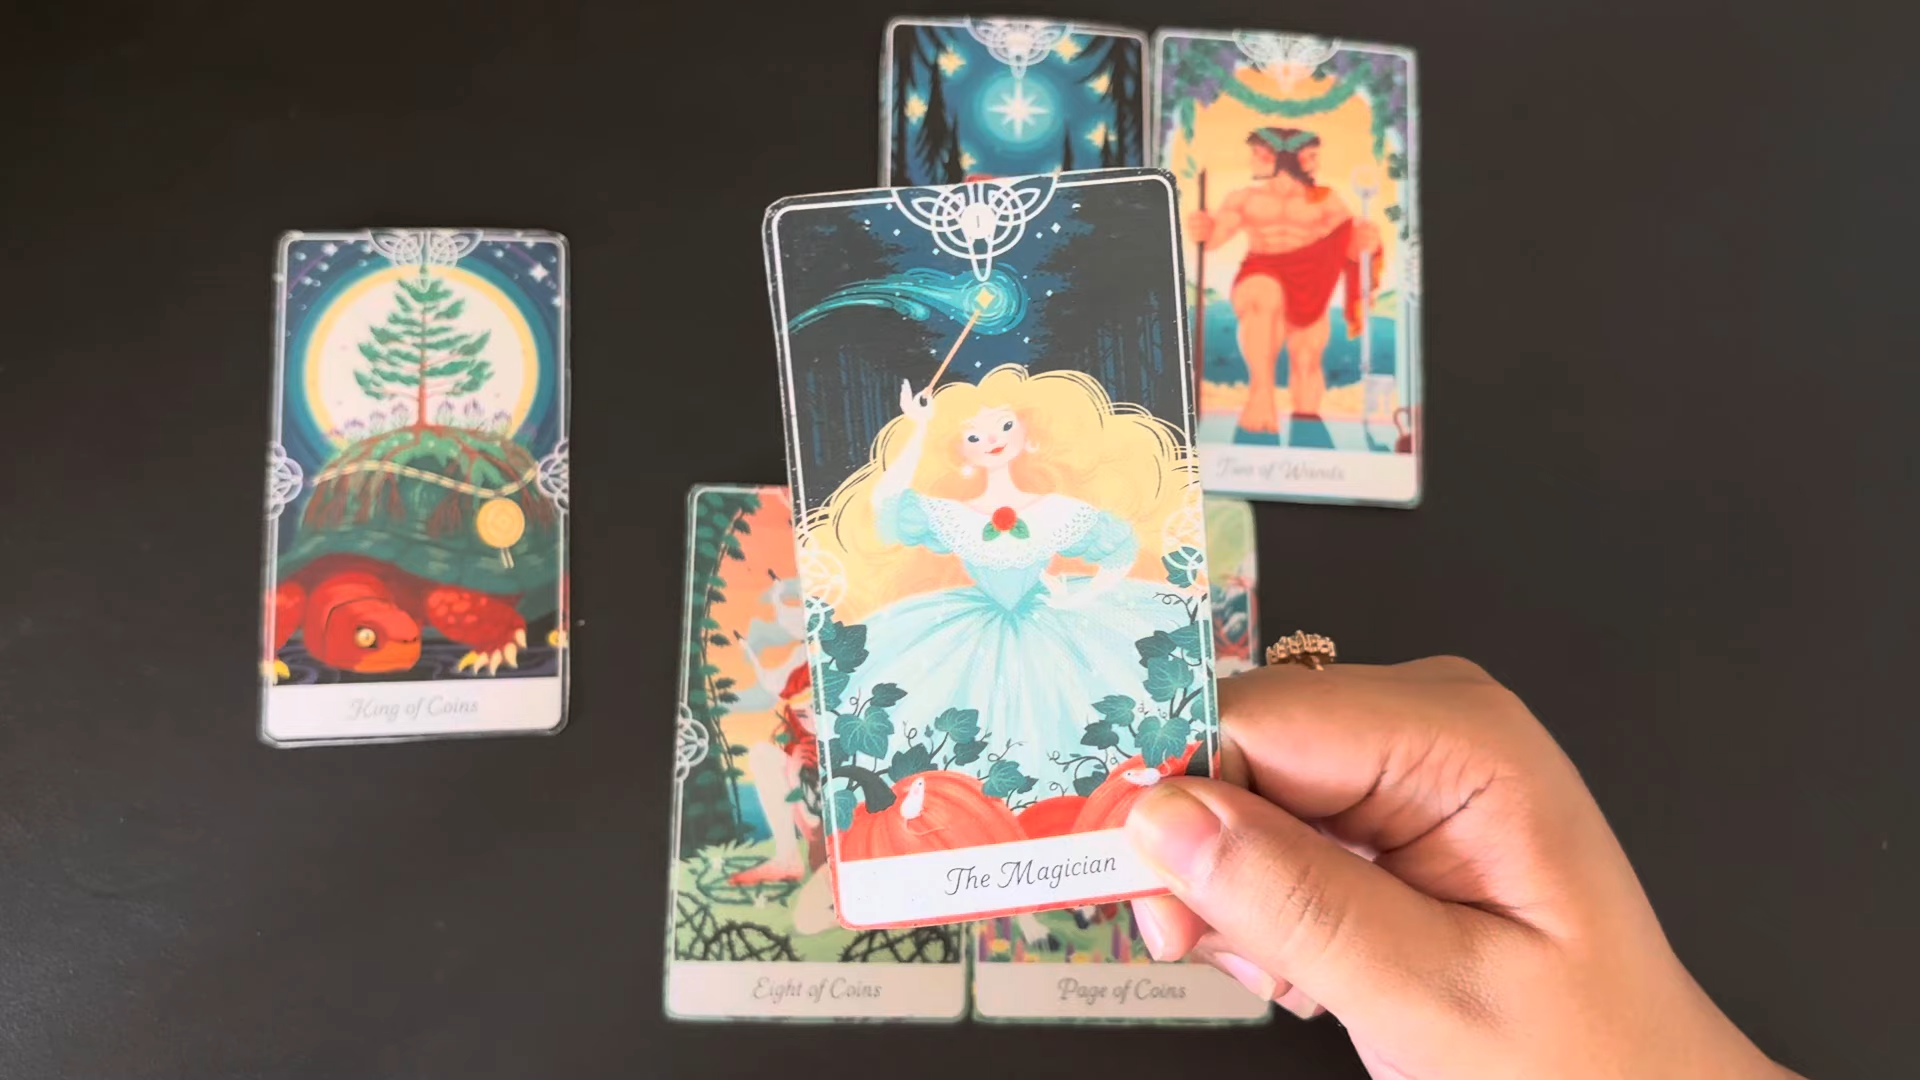 I
Two of Wands
King of Coins
The Magician
Eight of Coins
Page of Coins